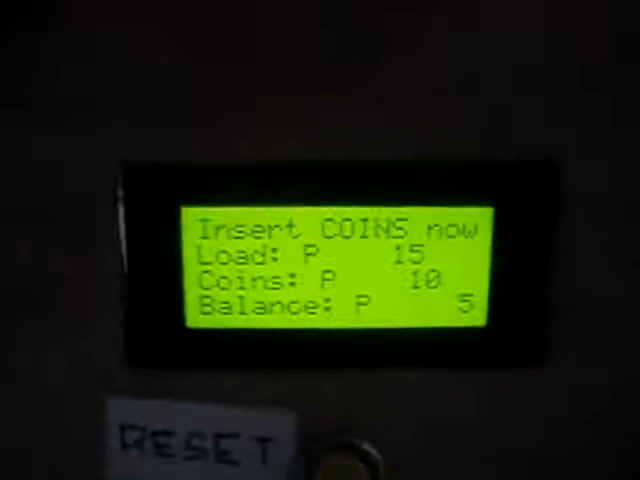 Insert COINS now
Load: P 15
Coins: P 10
Balance: P 5
RESET